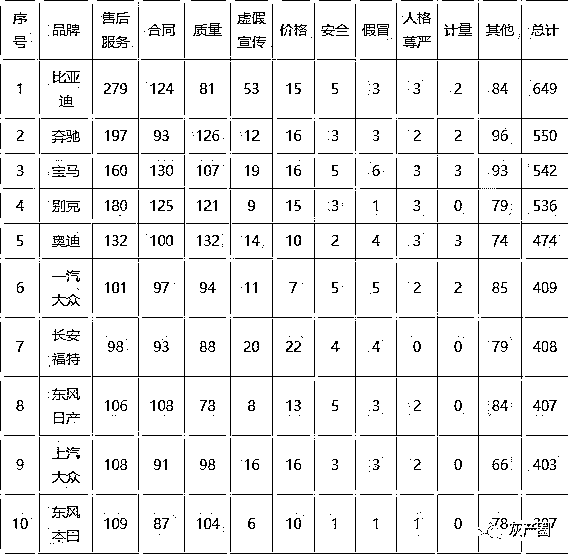 序号 品牌 售后服务 合同 质量 虚假宣传 价格 安全 假冒 人格尊严 计量 其他 总计
1 比亚迪 279 124 81 53 15 5 3 3 2 84 649
2 奔驰 197 93 126 12 16 3 3 2 2 96 550
3 宝马 160 130 107 19 16 5 6 3 3 93 542
4 别克 180 125 121 9 15 3 1 3 0 79 536
5 奥迪 132 100 132 14 10 2 4 3 3 74 474
6 一汽大众 101 97 94 11 7 5 5 2 2 85 409
7 长安福特 98 93 88 20 22 4 4 0 0 79 408
8 东风日产 106 108 78 8 13 5 3 2 0 84 407
9 上汽大众 108 91 98 16 16 3 3 2 0 66 403
10 东风本田 109 87 104 6 10 1 1 1 0 78
灰产圈